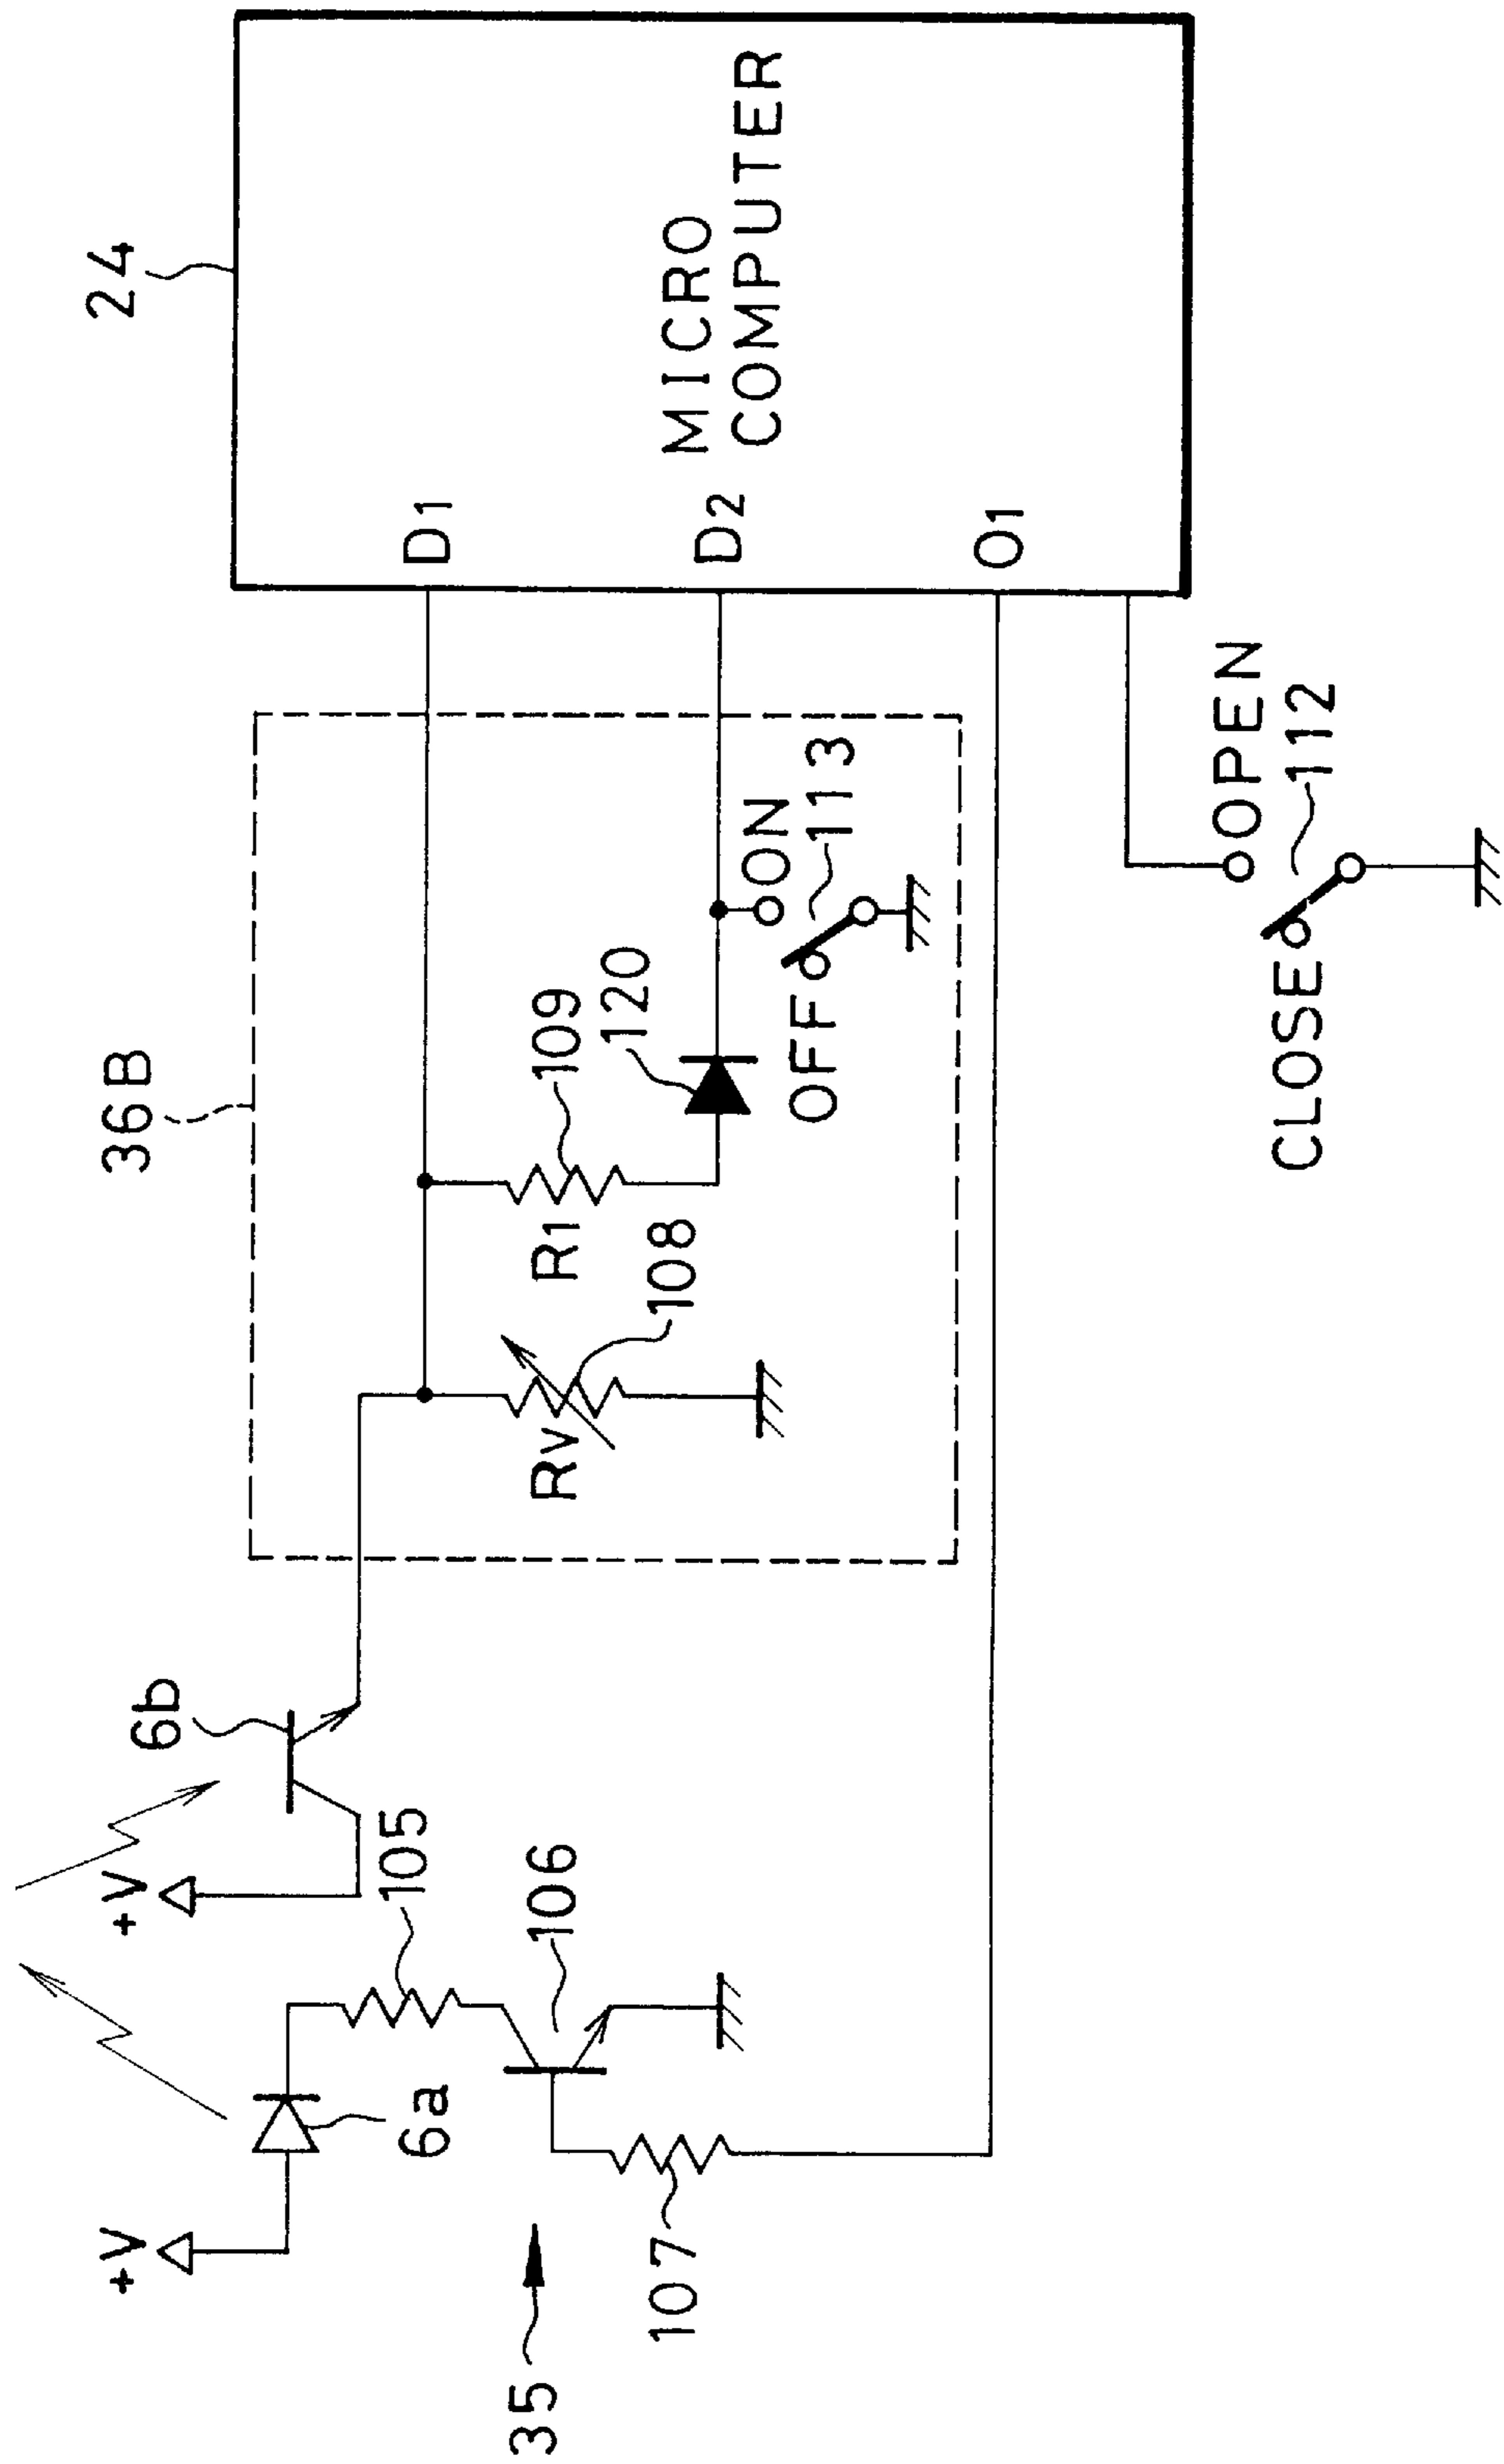 24
MICRO
COMPUTER
D1
D2
O1
36B
ON
113
OFF
109
120
R1
108
RV
OPEN
112
CLOSE
6b
+V
105
106
6a
+V
107
35